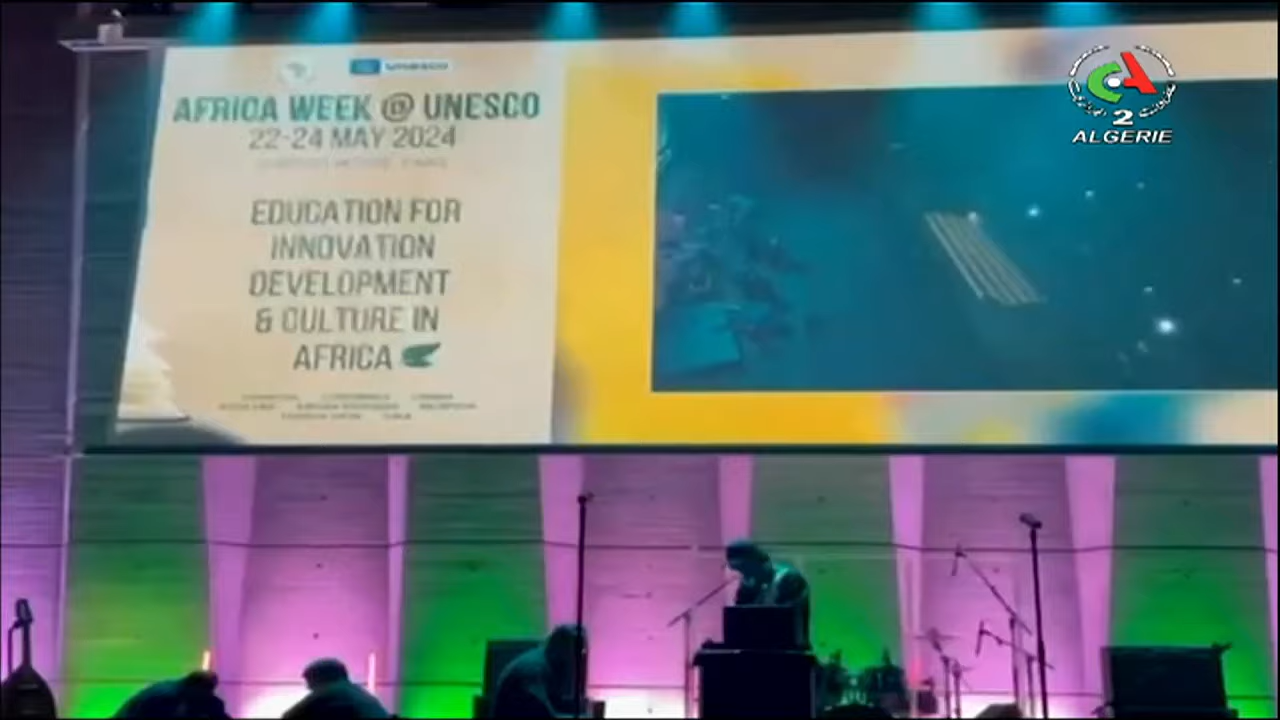 unesco
AFRICA WEEK @ UNESCO
22-24 MAY 2024
EDUCATION FOR
INNOVATION
DEVELOPMENT
& CULTURE IN
AFRICA
2
ALGERIE